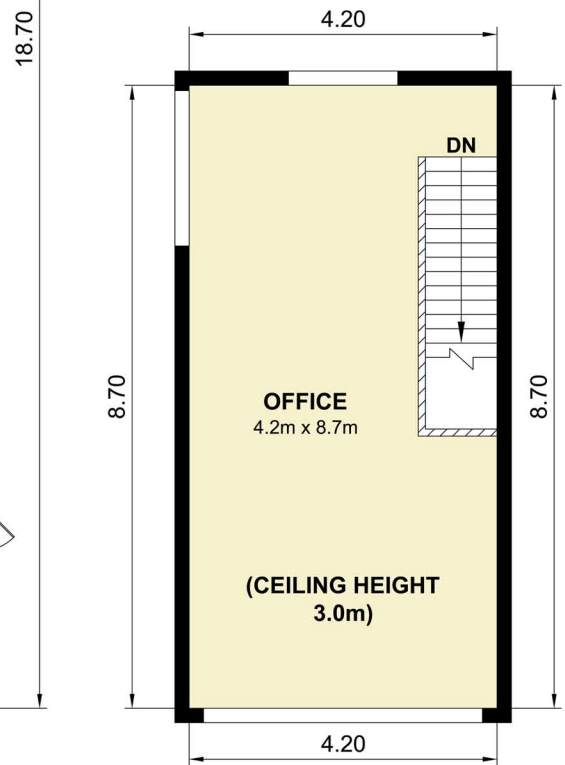 18.70
4.20
DN
8.70
8.70
OFFICE
4.2m x 8.7m
(CEILING HEIGHT
3.0m)
4.20